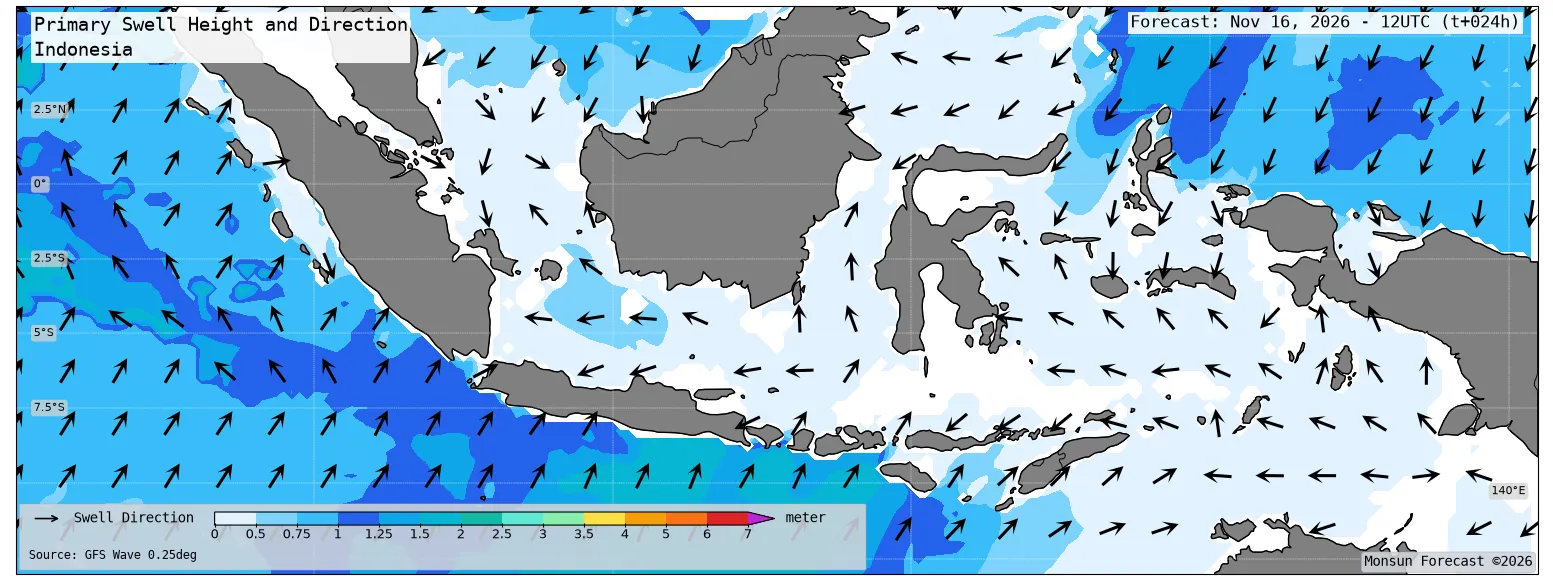 Primary Swell Height and Direction
Indonesia
Forecast: Nov 16, 2026 - 12UTC (t+024h)
2.5°N
0°
2.5°S
5°S
7.5°S
140°E
Swell Direction
0 0.5 0.75 1 1.25 1.5 2 2.5 3 3.5 4 5 6 7
meter
Source: GFS Wave 0.25deg
Monsun Forecast ©2026